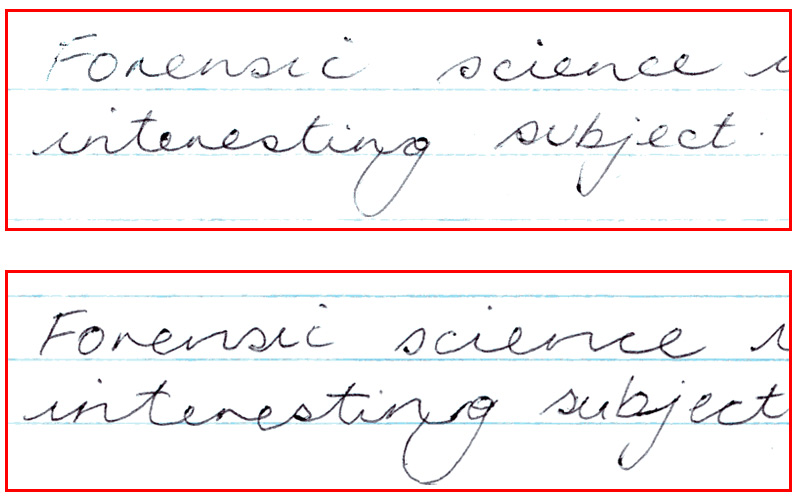 Forensic science i
interesting subject.
Forensic science i
interesting subject